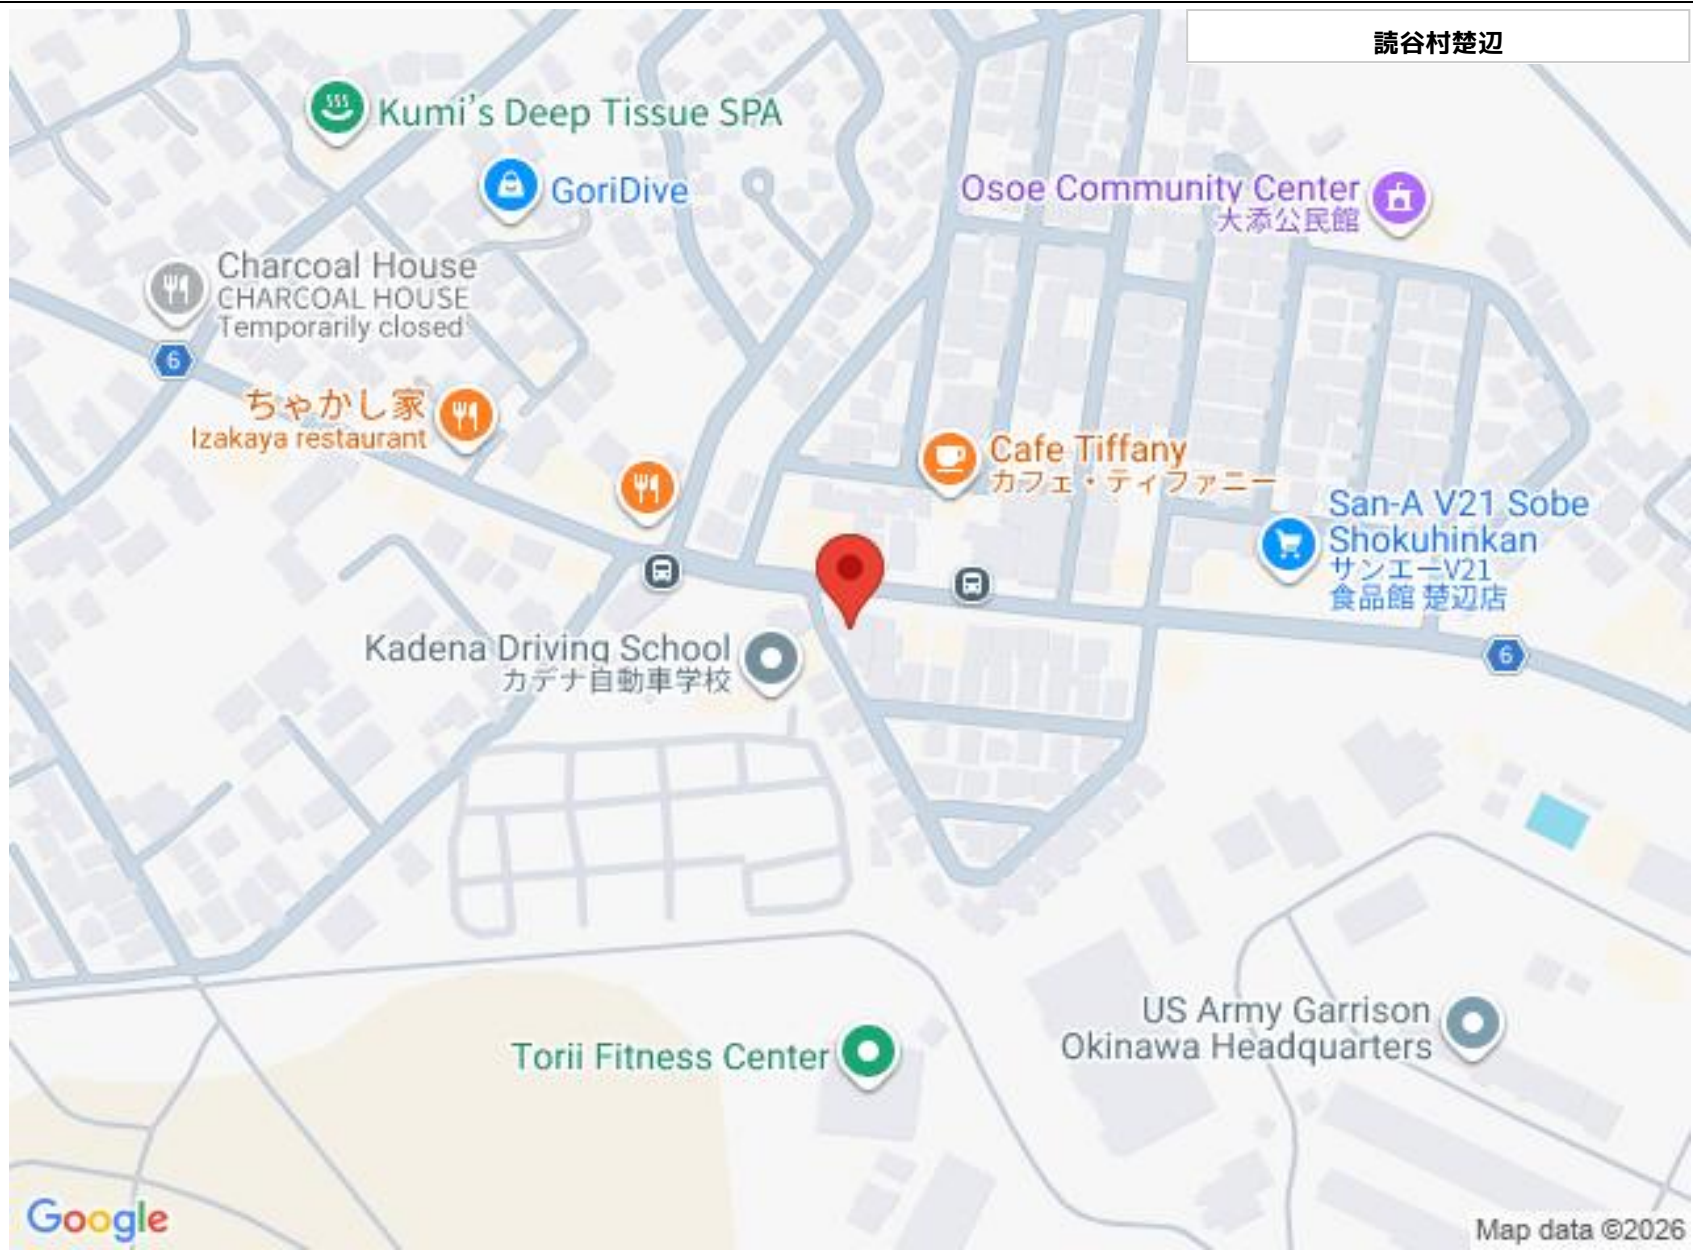 読谷村楚辺
Kumi's Deep Tissue SPA
GoriDive
Osoe Community Center
大添公民館
Charcoal House
CHARCOAL HOUSE
Temporarily closed
6
ちゃかし家
Izakaya restaurant
Cafe Tiffany
カフェ・ティファニー
San-A V21 Sobe
Shokuhinkan
サンエーV21
食品館 楚辺店
Kadena Driving School
カデナ自動車学校
6
US Army Garrison
Okinawa Headquarters
Torii Fitness Center
Google
Map data ©2026